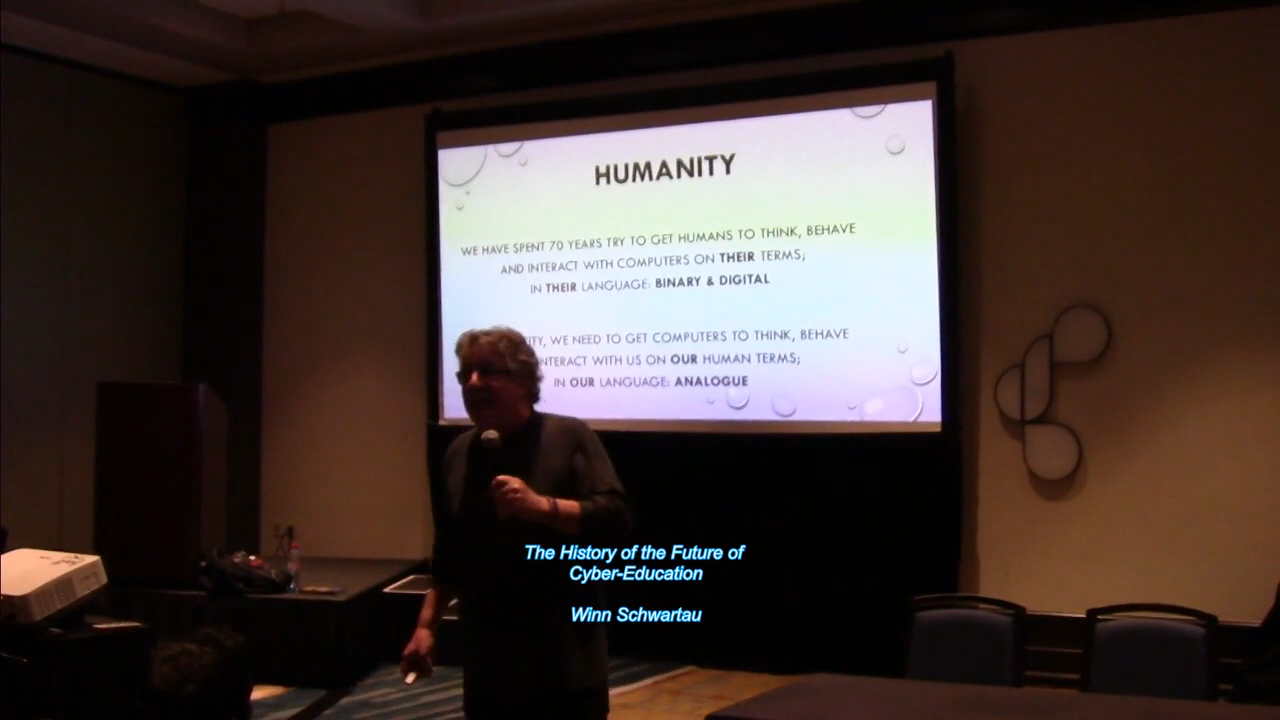 HUMANITY
WE HAVE SPENT 70 YEARS TRY TO GET HUMANS TO THINK, BEHAVE
AND INTERACT WITH COMPUTERS ON THEIR TERMS;
IN THEIR LANGUAGE: BINARY & DIGITAL
WE NEED TO GET COMPUTERS TO THINK, BEHAVE
INTERACT WITH US ON OUR HUMAN TERMS;
IN OUR LANGUAGE: ANALOGUE
The History of the Future of
Cyber-Education
Winn Schwartau